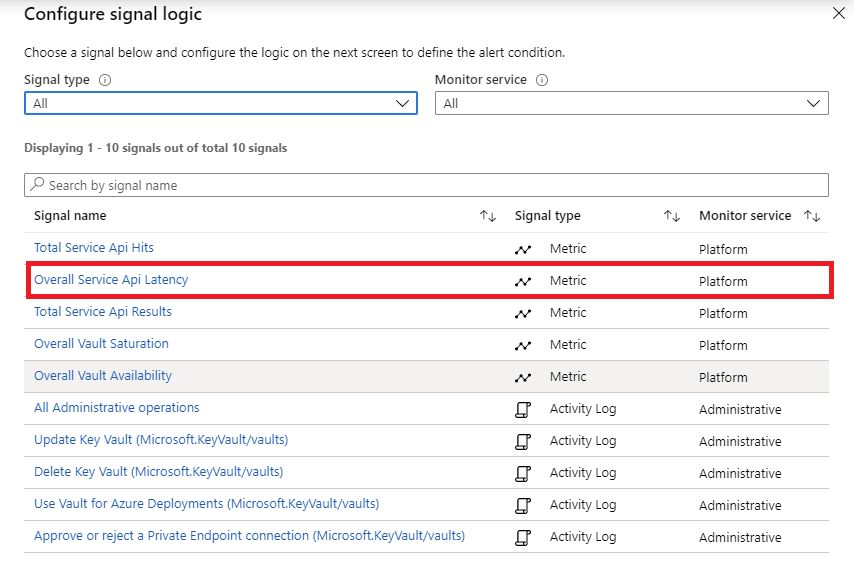 Configure signal logic
Choose a signal below and configure the logic on the next screen to define the alert condition.
Signal type Monitor service
All All
Displaying 1 - 10 signals out of total 10 signals
Search by signal name
Signal name Signal type Monitor service
Total Service Api Hits Metric Platform
Overall Service Api Latency Metric Platform
Total Service Api Results Metric Platform
Overall Vault Saturation Metric Platform
Overall Vault Availability Metric Platform
All Administrative operations Activity Log Administrative
Update Key Vault (Microsoft.KeyVault/vaults) Activity Log Administrative
Delete Key Vault (Microsoft.KeyVault/vaults) Activity Log Administrative
Use Vault for Azure Deployments (Microsoft.KeyVault/vaults) Activity Log Administrative
Approve or reject a Private Endpoint connection (Microsoft.KeyVault/vaults) Activity Log Administrative